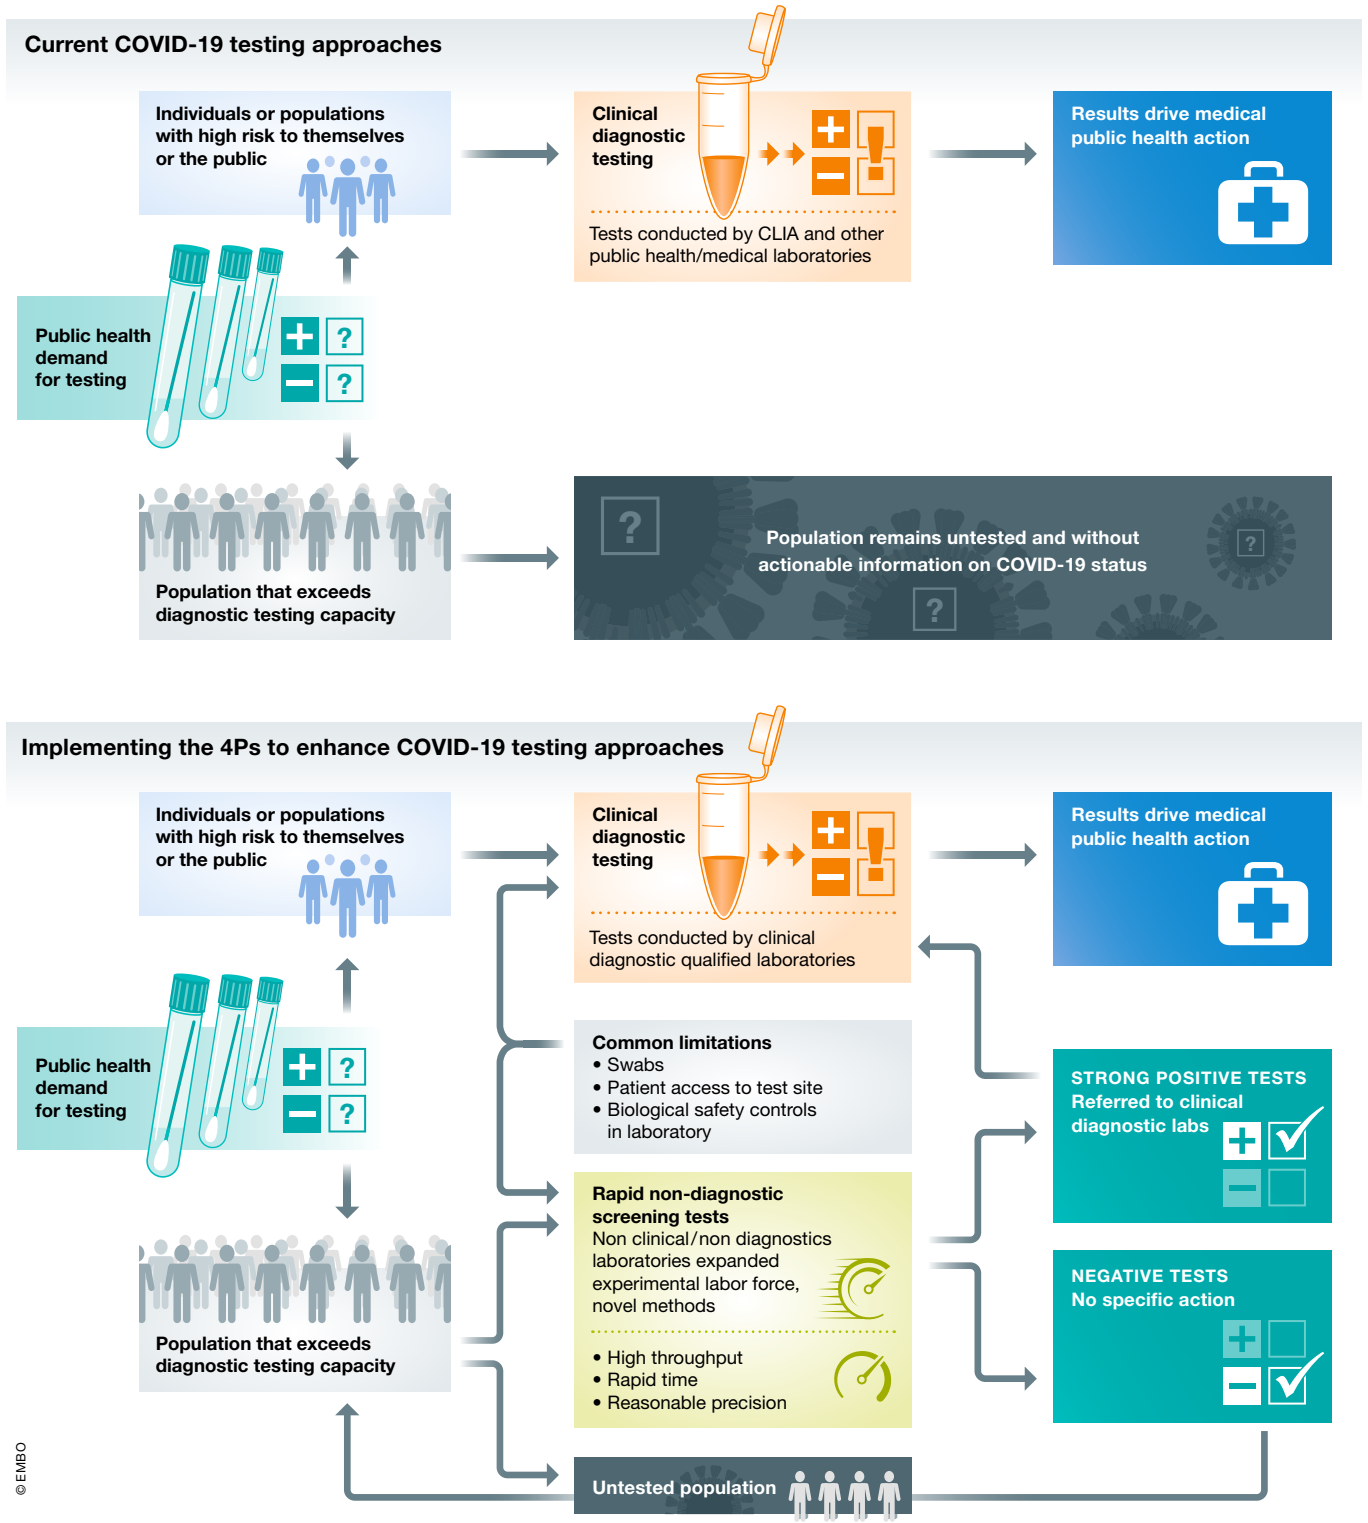 Current COVID-19 testing approaches
Individuals or populations
with high risk to themselves
or the public
Clinical
diagnostic
testing
Tests conducted by CLIA and other
public health/medical laboratories
Results drive medical
public health action
Public health
demand
for testing
?
?
Population that exceeds
diagnostic testing capacity
?
Population remains untested and without
actionable information on COVID-19 status
?
?
Implementing the 4Ps to enhance COVID-19 testing approaches
Individuals or populations
with high risk to themselves
or the public
Clinical
diagnostic
testing
Tests conducted by clinical
diagnostic qualified laboratories
Results drive medical
public health action
Public health
demand
for testing
?
?
Common limitations
• Swabs
• Patient access to test site
• Biological safety controls
in laboratory
STRONG POSITIVE TESTS
Referred to clinical
diagnostic labs
Rapid non-diagnostic
screening tests
Non clinical/non diagnostics
laboratories expanded
experimental labor force,
novel methods
• High throughput
• Rapid time
• Reasonable precision
NEGATIVE TESTS
No specific action
Population that exceeds
diagnostic testing capacity
Untested population
© EMBO